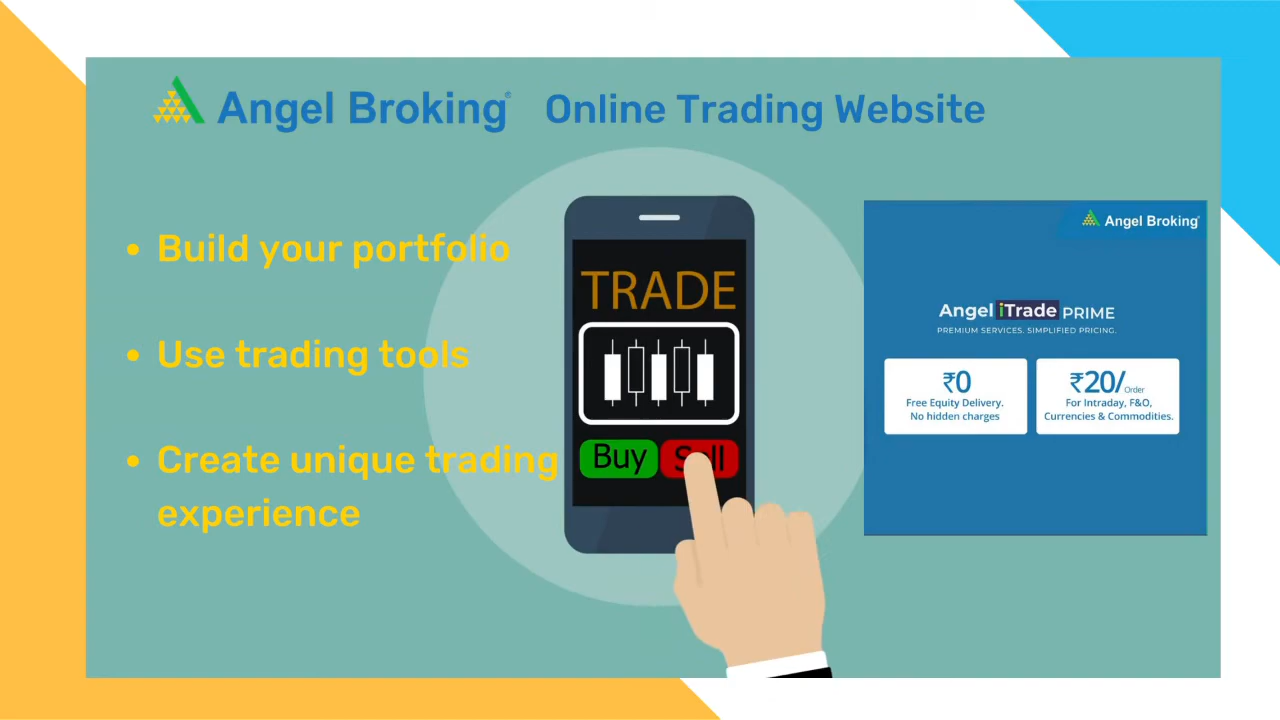 Angel Broking® Online Trading Website
• Build your portfolio
• Use trading tools
• Create unique trading
experience
TRADE
Buy Sell
Angel Broking
Angel iTrade PRIME
PREMIUM SERVICES. SIMPLIFIED PRICING.
₹0
Free Equity Delivery.
No hidden charges
₹20/Order
For Intraday, F&O,
Currencies & Commodities.